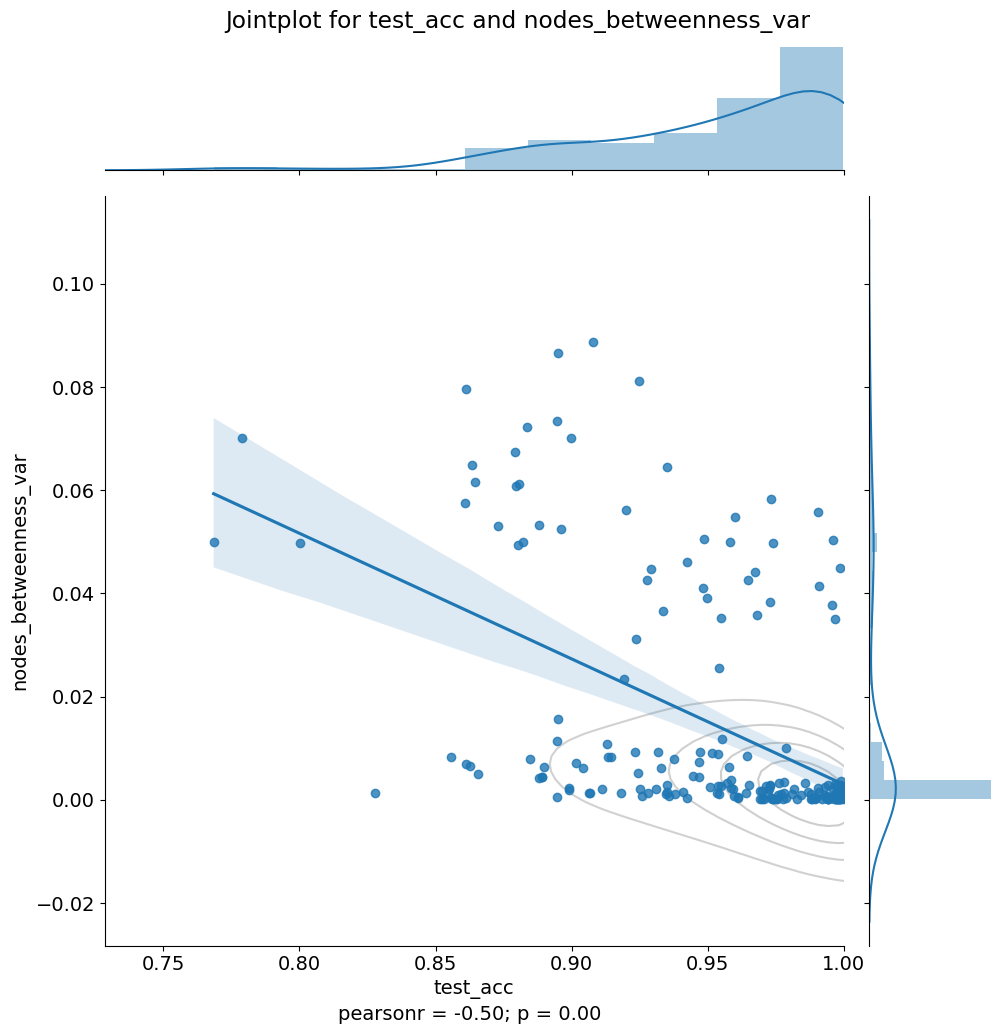 Jointplot for test_acc and nodes_betweenness_var
0.10
0.08
0.06
0.04
0.02
0.00
−0.02
nodes_betweenness_var
0.75 0.80 0.85 0.90 0.95 1.00
test_acc
pearsonr = -0.50; p = 0.00